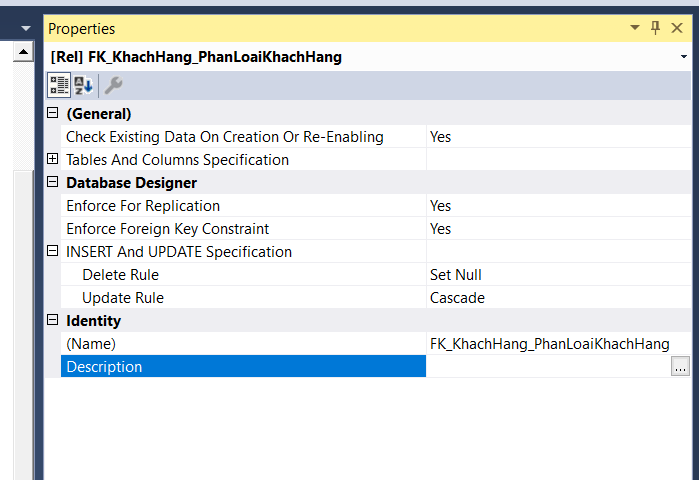 Properties
[Rel] FK_KhachHang_PhanLoaiKhachHang
(General)
Check Existing Data On Creation Or Re-Enabling Yes
Tables And Columns Specification
Database Designer
Enforce For Replication Yes
Enforce Foreign Key Constraint Yes
INSERT And UPDATE Specification
Delete Rule Set Null
Update Rule Cascade
Identity
(Name) FK_KhachHang_PhanLoaiKhachHang
Description ...